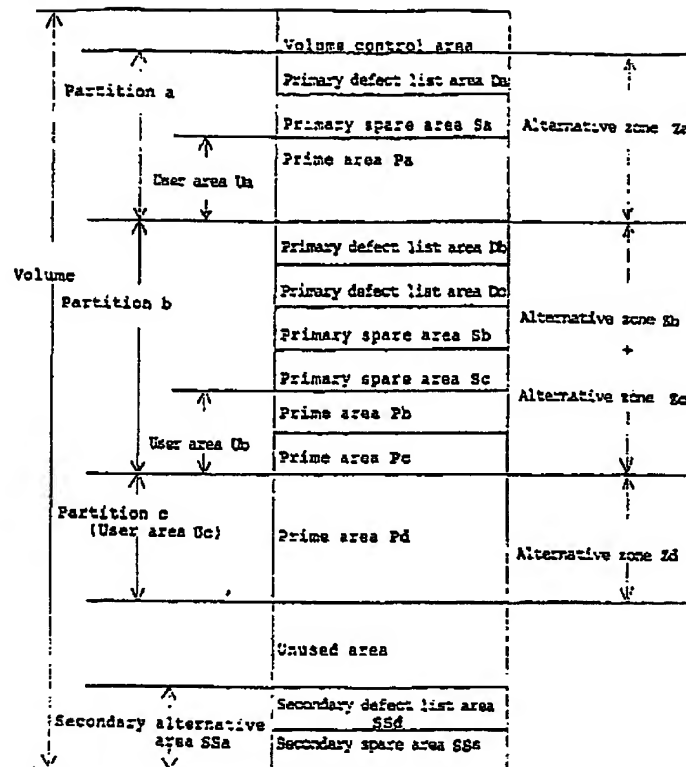 Volume control area
Primary defect list area Da
Partition a
Primary spare area Sa
Alternative zone Za
Prime area Pa
User area Ua
Primary defect list area Db
Volume
Primary defect list area Dc
Partition b
Alternative zone Zb
Primary spare area Sb
+
Primary spare area Sc
Alternative zone Zc
Prime area Pb
User area Ub
Prime area Pc
Partition c
(User area Uc)
Prime area Pd
Alternative zone Zd
Unused area
Secondary defect list area
SSd
Secondary alternative
area SSa
Secondary spare area SSs